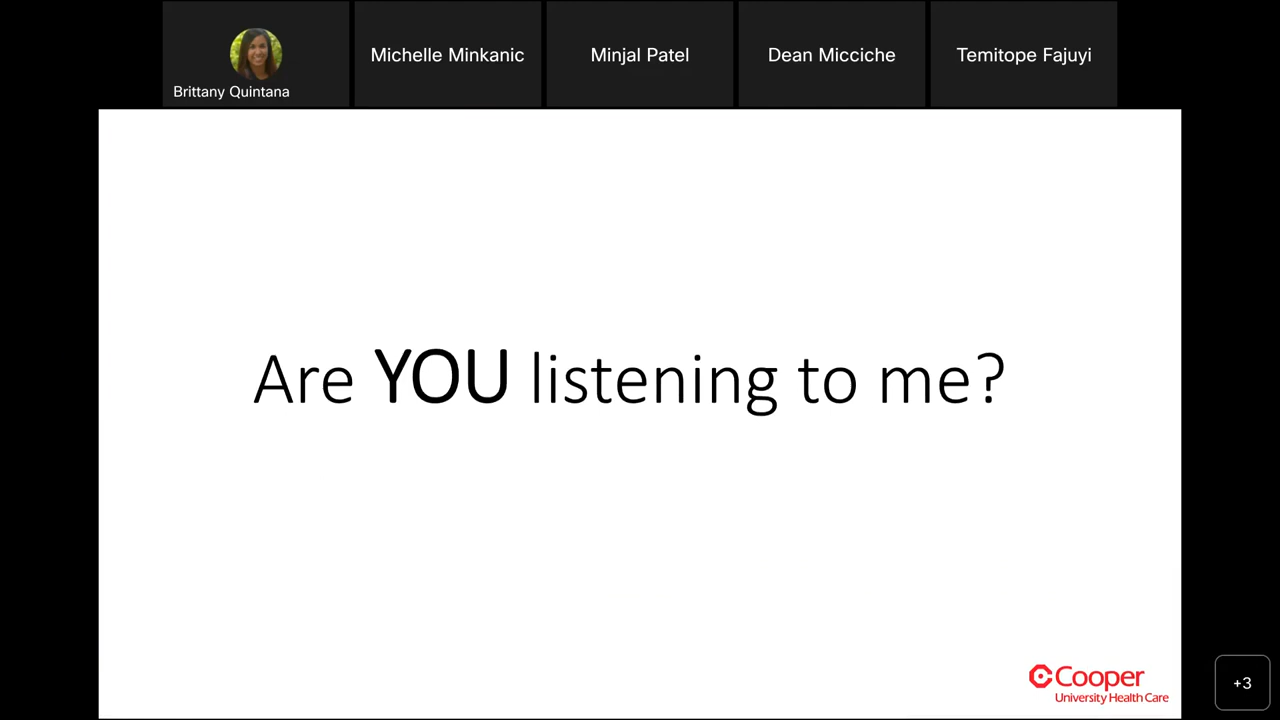 Brittany Quintana
Michelle Minkanic
Minjal Patel
Dean Micciche
Temitope Fajuyi
Are YOU listening to me?
Cooper
University Health Care
+3